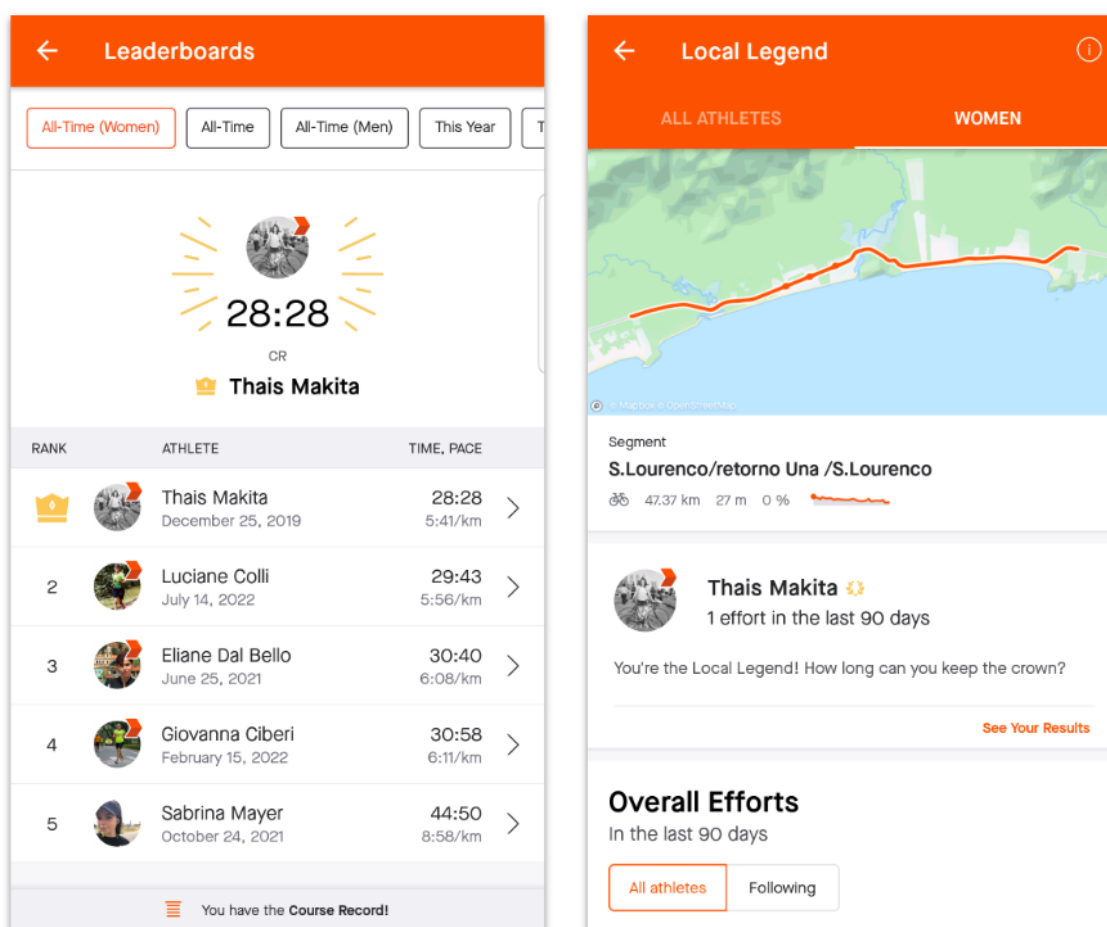 Leaderboards
All-Time (Women) All-Time All-Time (Men) This Year T
28:28
CR
Thais Makita
RANK ATHLETE TIME, PACE
Thais Makita 28:28
December 25, 2019 5:41/km
2 Luciane Colli 29:43
July 14, 2022 5:56/km
3 Eliane Dal Bello 30:40
June 25, 2021 6:08/km
4 Giovanna Ciberi 30:58
February 15, 2022 6:11/km
5 Sabrina Mayer 44:50
October 24, 2021 8:58/km
You have the Course Record!
Local Legend
ALL ATHLETES WOMEN
© Mapbox © OpenStreetMap
Segment
S.Lourenco/retorno Una /S.Lourenco
47.37 km 27 m 0 %
Thais Makita
1 effort in the last 90 days
You're the Local Legend! How long can you keep the crown?
See Your Results
Overall Efforts
In the last 90 days
All athletes Following